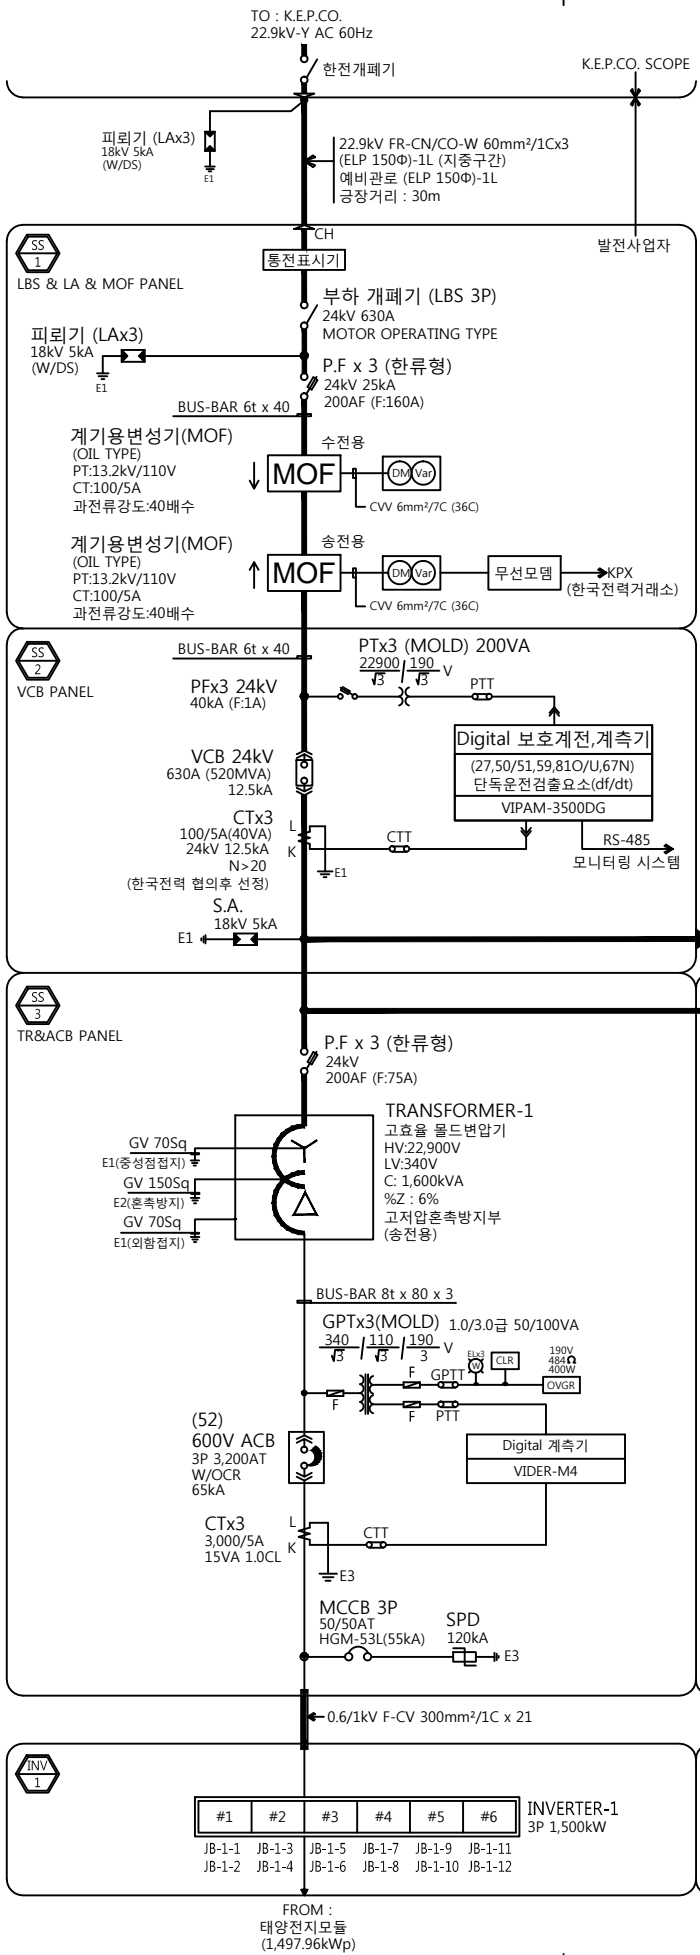 TO : K.E.P.CO.
22.9kV-Y AC 60Hz
한전개폐기
K.E.P.CO. SCOPE
피뢰기 (LAx3)
18kV 5kA
(W/DS)
E1
22.9kV FR-CN/CO-W 60mm²/1Cx3
(ELP 150Φ)-1L (지중구간)
예비관로 (ELP 150Φ)-1L
긍장거리 : 30m
발전사업자
SS
1
LBS & LA & MOF PANEL
CH
통전표시기
부하 개폐기 (LBS 3P)
24kV 630A
MOTOR OPERATING TYPE
피뢰기 (LAx3)
18kV 5kA
(W/DS)
E1
P.F x 3 (한류형)
24kV 25kA
200AF (F:160A)
BUS-BAR 6t x 40
계기용변성기(MOF)
(OIL TYPE)
PT:13.2kV/110V
CT:100/5A
과전류강도:40배수
수전용
MOF
DM Var
CVV 6mm²/7C (36C)
계기용변성기(MOF)
(OIL TYPE)
PT:13.2kV/110V
CT:100/5A
과전류강도:40배수
송전용
MOF
DM Var
무선모뎀
KPX
(한국전력거래소)
CVV 6mm²/7C (36C)
SS
2
VCB PANEL
BUS-BAR 6t x 40
PTx3 (MOLD) 200VA
22900/√3 / 190/√3 V
PTT
PFx3 24kV
40kA (F:1A)
Digital 보호계전,계측기
(27,50/51,59,81O/U,67N)
단독운전검출요소(df/dt)
VIPAM-3500DG
VCB 24kV
630A (520MVA)
12.5kA
CTx3
100/5A(40VA)
24kV 12.5kA
N>20
(한국전력 협의후 선정)
L
K
CTT
E1
RS-485
모니터링 시스템
S.A.
18kV 5kA
E1
SS
3
TR&ACB PANEL
P.F x 3 (한류형)
24kV
200AF (F:75A)
TRANSFORMER-1
고효율 몰드변압기
HV:22,900V
LV:340V
C: 1,600kVA
%Z : 6%
고저압혼촉방지부
(송전용)
GV 70Sq
E1(중성점접지)
GV 150Sq
E2(혼촉방지)
GV 70Sq
E1(외함접지)
BUS-BAR 8t x 80 x 3
GPTx3(MOLD) 1.0/3.0급 50/100VA
340/√3 / 110/√3 / 190/3 V
F
F
GPTT
ELx3
W
CLR
190V
484Ω
400W
OVGR
F
PTT
(52)
600V ACB
3P 3,200AT
W/OCR
65kA
Digital 계측기
VIDER-M4
CTx3
3,000/5A
15VA 1.0CL
L
K
CTT
E3
MCCB 3P
50/50AT
HGM-53L(55kA)
SPD
120kA
E3
0.6/1kV F-CV 300mm²/1C x 21
INV
1
#1 #2 #3 #4 #5 #6
INVERTER-1
3P 1,500kW
JB-1-1 JB-1-3 JB-1-5 JB-1-7 JB-1-9 JB-1-11
JB-1-2 JB-1-4 JB-1-6 JB-1-8 JB-1-10 JB-1-12
FROM :
태양전지모듈
(1,497.96kWp)